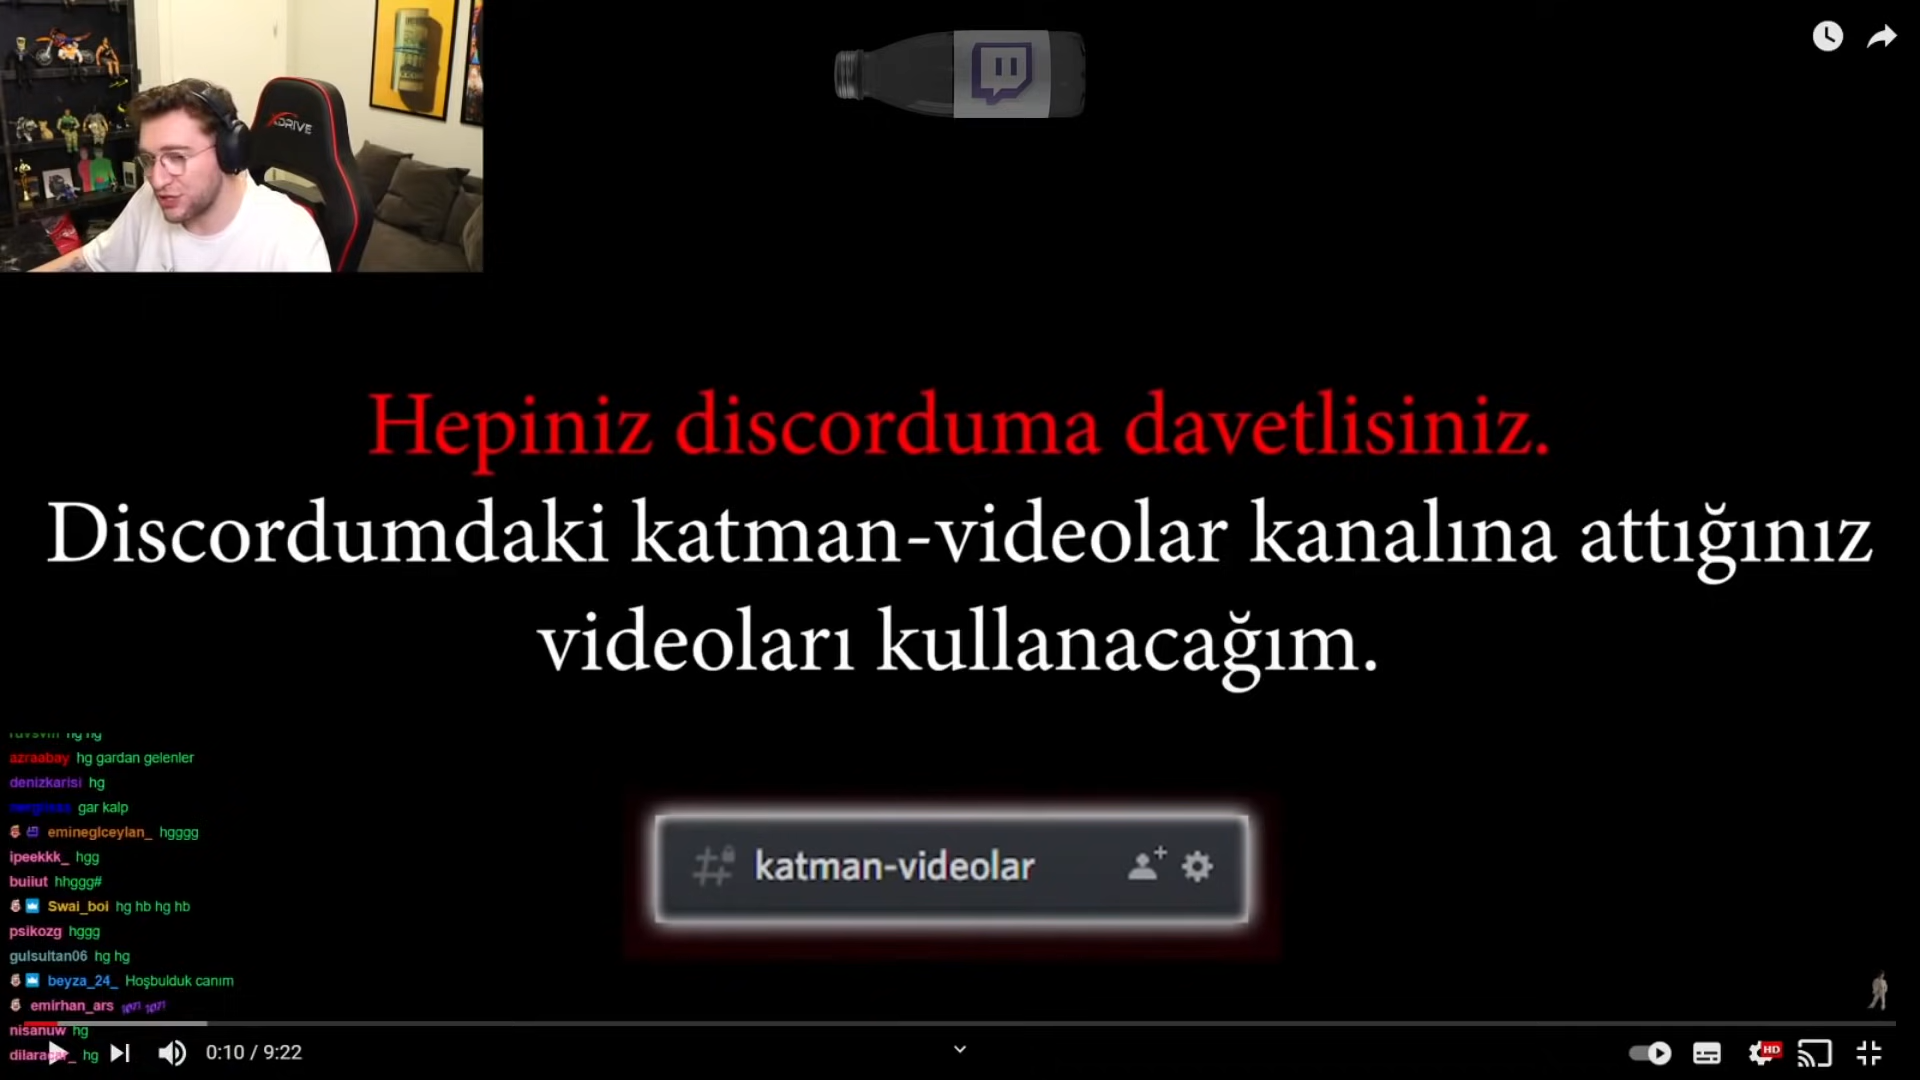 XDRIVE
Hepiniz discorduma davetlisiniz.
Discordumdaki katman-videolar kanalına attığınız
videoları kullanacağım.
azraabay hg gardan gelenler
denizkarisi hg
gar kalp
emineglceylan_ hgggg
ipeekkk_ hgg
buiiut hhggg#
Swai_boi hg hb hg hb
psikozg hggg
gulsultan06 hg hg
beyza_24_ Hoşbulduk canım
emirhan_ars
nisanuw hg
hg
# katman-videolar
0:10 / 9:22
HD